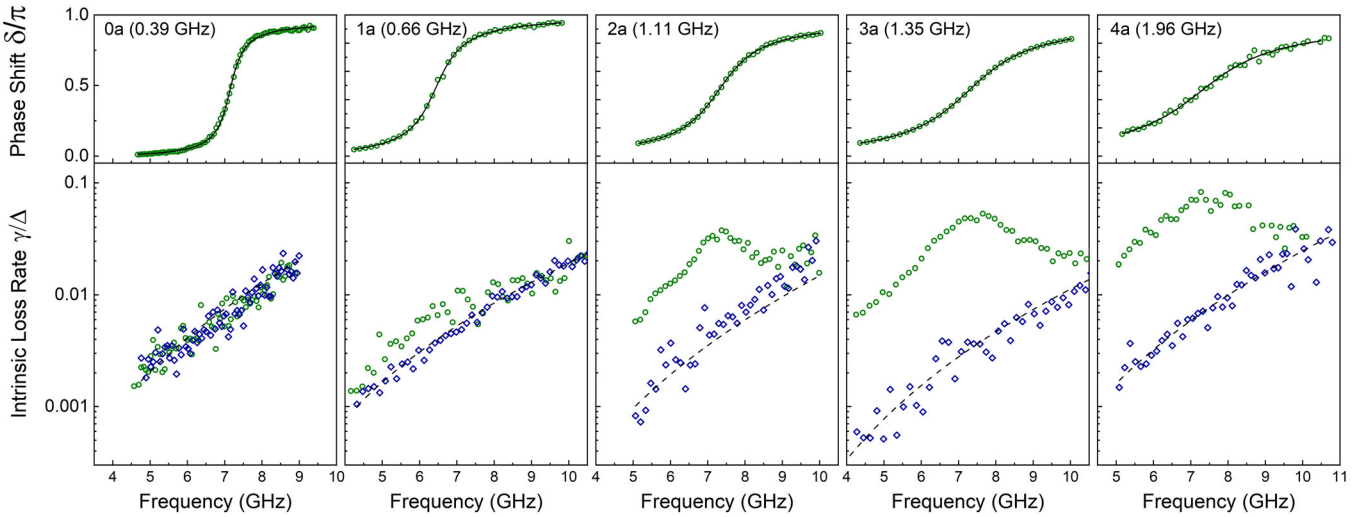 Phase Shift δ/π
1.0
0.5
0.0
0a (0.39 GHz)
1a (0.66 GHz)
2a (1.11 GHz)
3a (1.35 GHz)
4a (1.96 GHz)
Intrinsic Loss Rate γ/Δ
0.1
0.01
0.001
4 5 6 7 8 9 10
5 6 7 8 9 10
4 5 6 7 8 9 10
5 6 7 8 9 10
5 6 7 8 9 10 11
Frequency (GHz)
Frequency (GHz)
Frequency (GHz)
Frequency (GHz)
Frequency (GHz)